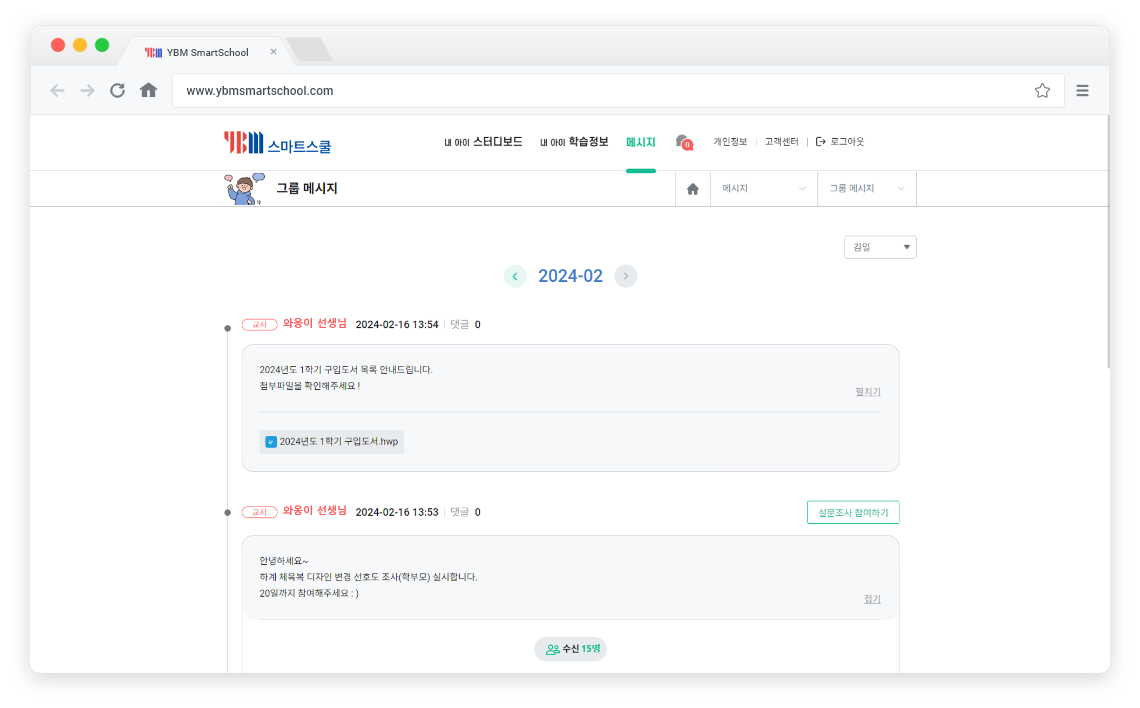 YBM SmartSchool
www.ybmsmartschool.com
YBM 스마트스쿨
내 아이 스터디보드 내 아이 학습정보 메시지 0 개인정보 고객센터 로그아웃
그룹 메시지 메시지 그룹 메시지
김일
2024-02
교사 와옹이 선생님 2024-02-16 13:54 댓글 0
2024년도 1학기 구입도서 목록 안내드립니다.
첨부파일을 확인해주세요 !
펼치기
2024년도 1학기 구입도서.hwp
교사 와옹이 선생님 2024-02-16 13:53 댓글 0 설문조사 참여하기
안녕하세요~
하계 체육복 디자인 변경 선호도 조사(학부모) 실시합니다.
20일까지 참여해주세요 : )
접기
수신 15명